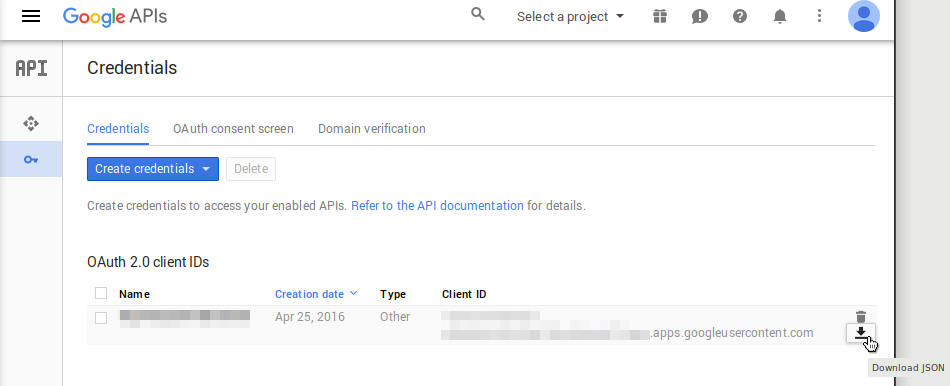 Google APIs
Select a project
API
Credentials
Credentials OAuth consent screen Domain verification
Create credentials Delete
Create credentials to access your enabled APIs. Refer to the API documentation for details.
OAuth 2.0 client IDs
Name Creation date Type Client ID
Apr 25, 2016 Other
.apps.googleusercontent.com
Download JSON